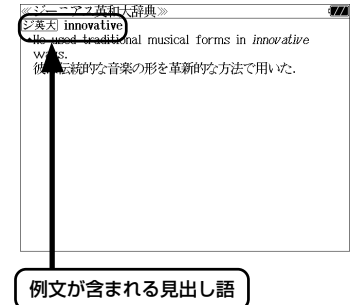 ≪ジーニアス英和大辞典≫
ジ英大 innovative
▲He used traditional musical forms in innovative
ways.
彼は伝統的な音楽の形を革新的な方法で用いた.
例文が含まれる見出し語